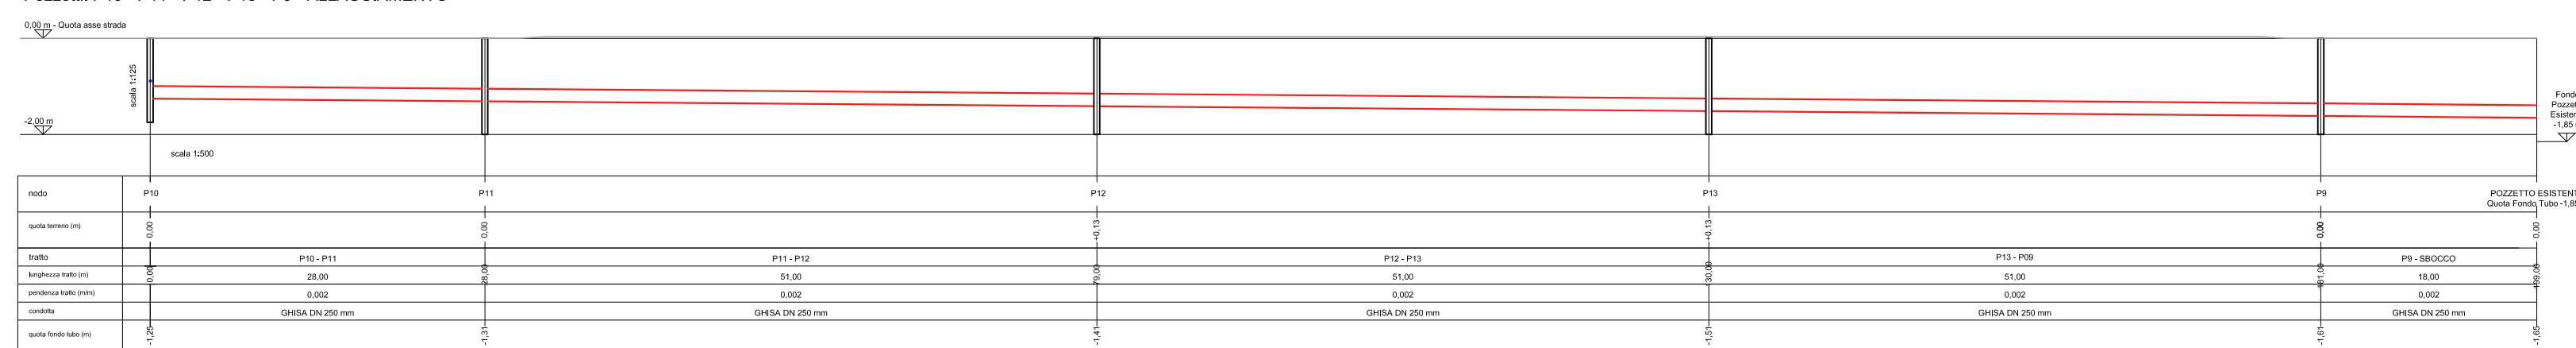 0,00 m - Quota asse strada
scala 1:125
-2.00 m
scala 1:500
-1,85
nodo P10 P11 P12 P13 P9 POZZETTO
Quota Fondo Tubo
quota terreno (m) 0,00 0,00 +0,13 +0,13 0,00 0,00
tratto P10 - P11 P11 - P12 P12 - P13 P13 - P09 P9 - SBOCCO
0,00 28,00 79,00 130,00 181,00 199,00
lunghezza tratto (m) 28,00 51,00 51,00 51,00 18,00
pendenza tratto (m/m) 0,002 0,002 0,002 0,002 0,002
condotta GHISA DN 250 mm GHISA DN 250 mm GHISA DN 250 mm GHISA DN 250 mm GHISA DN 250 mm
quota fondo tubo (m) -1,25 -1,31 -1,41 -1,51 -1,61 -1,65